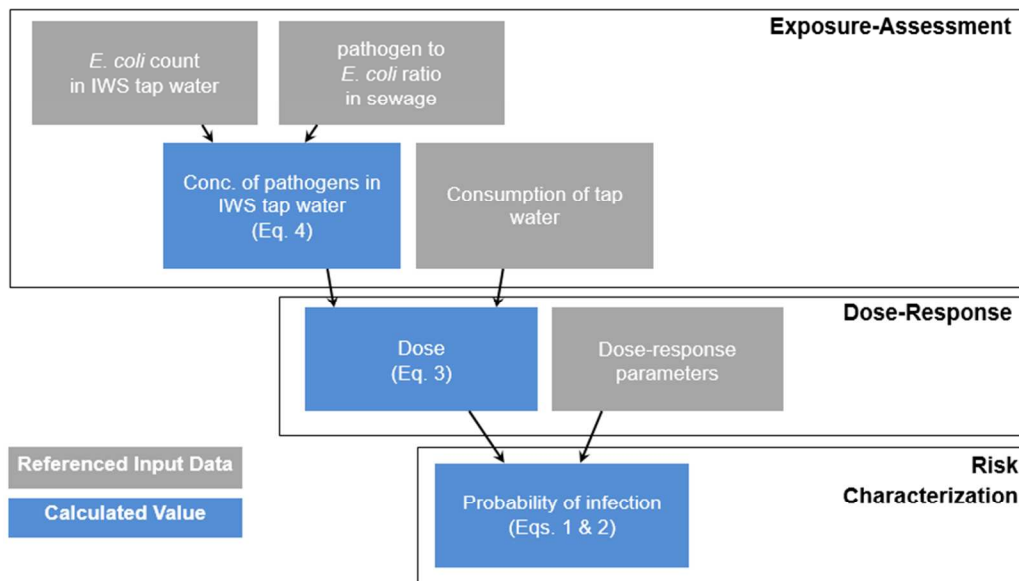 Exposure-Assessment
E. coli count
in IWS tap water
pathogen to
E. coli ratio
in sewage
Conc. of pathogens in
IWS tap water
(Eq. 4)
Consumption of tap
water
Dose-Response
Dose
(Eq. 3)
Dose-response
parameters
Referenced Input Data
Calculated Value
Risk
Characterization
Probability of infection
(Eqs. 1 & 2)